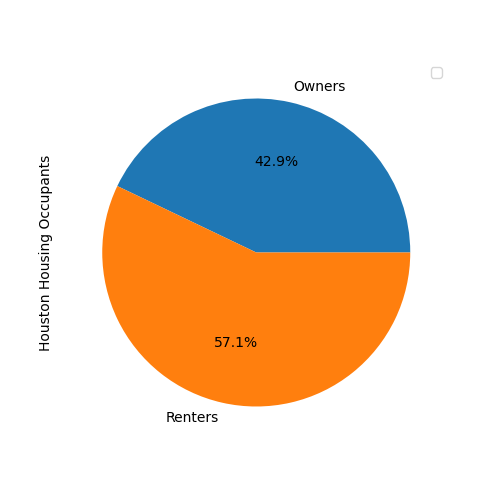 Owners
42.9%
Houston Housing Occupants
57.1%
Renters